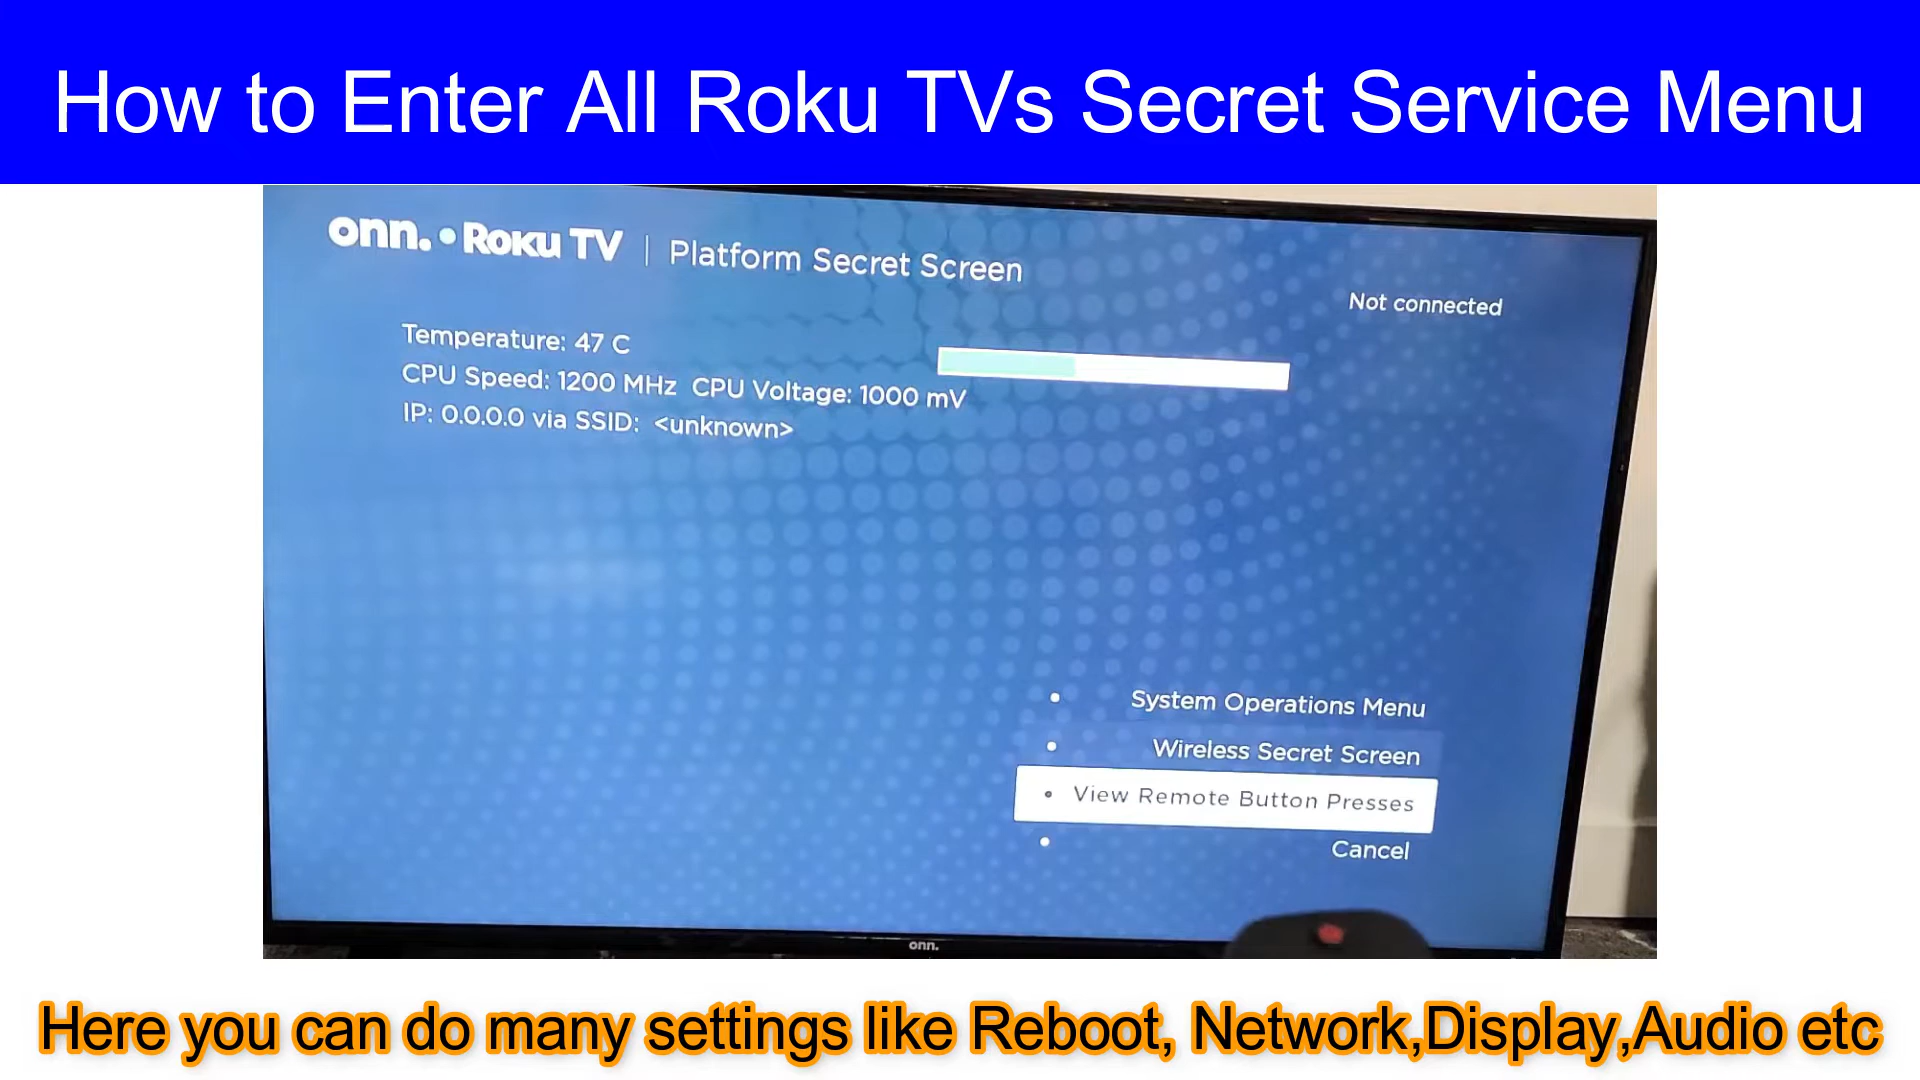 How to Enter All Roku TVs Secret Service Menu
onn. • Roku TV | Platform Secret Screen
Not connected
Temperature: 47 C
CPU Speed: 1200 MHz CPU Voltage: 1000 mV
IP: 0.0.0.0 via SSID: <unknown>
• System Operations Menu
• Wireless Secret Screen
• View Remote Button Presses
• Cancel
onn.
Here you can do many settings like Reboot, Network,Display,Audio etc